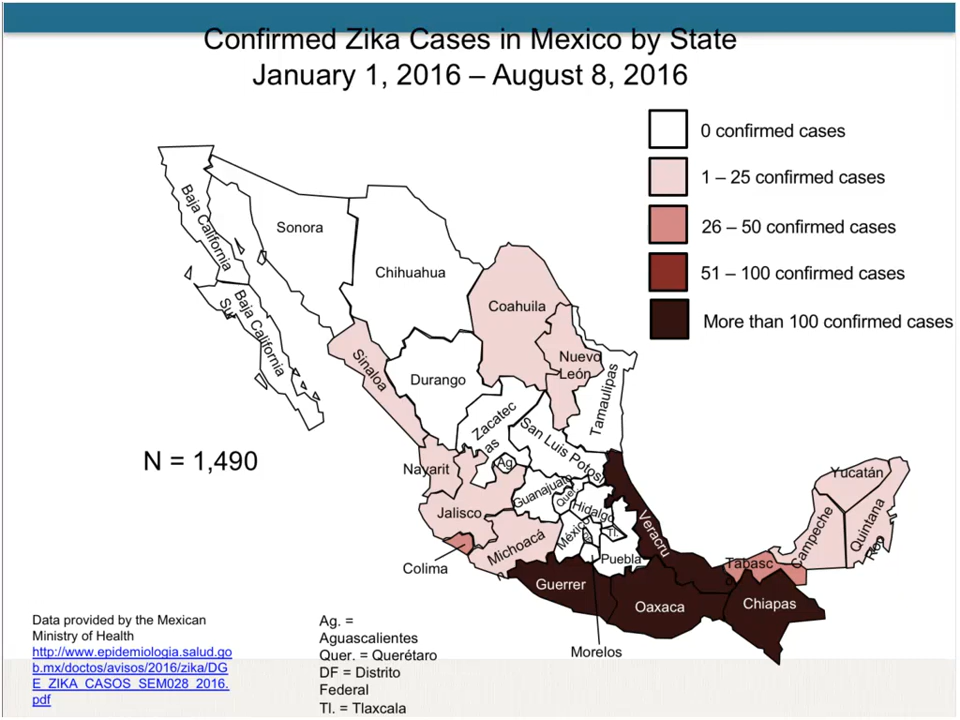 Confirmed Zika Cases in Mexico by State
January 1, 2016 – August 8, 2016
0 confirmed cases
1 – 25 confirmed cases
26 – 50 confirmed cases
51 – 100 confirmed cases
More than 100 confirmed cases
Baja California
Sonora
Chihuahua
Coahuila
Baja California
Su
Sinaloa
Durango
Nuevo
León
Tamaulipas
Zacatec
as
San Luis Potosí
N = 1,490
Nayarit
Ag.
Guanajuato
Quer.
Hidalgo
Yucatán
Jalisco
Michoacá
n
México
Tl.
Veracru
Campeche
Quintana
Roo
Colima
Puebla
Tabasc
o
Guerrer
Oaxaca
Chiapas
Morelos
Data provided by the Mexican
Ministry of Health
http://www.epidemiologia.salud.go
b.mx/doctos/avisos/2016/zika/DG
E_ZIKA_CASOS_SEM028_2016.
pdf
Ag. =
Aguascalientes
Quer. = Querétaro
DF = Distrito
Federal
Tl. = Tlaxcala